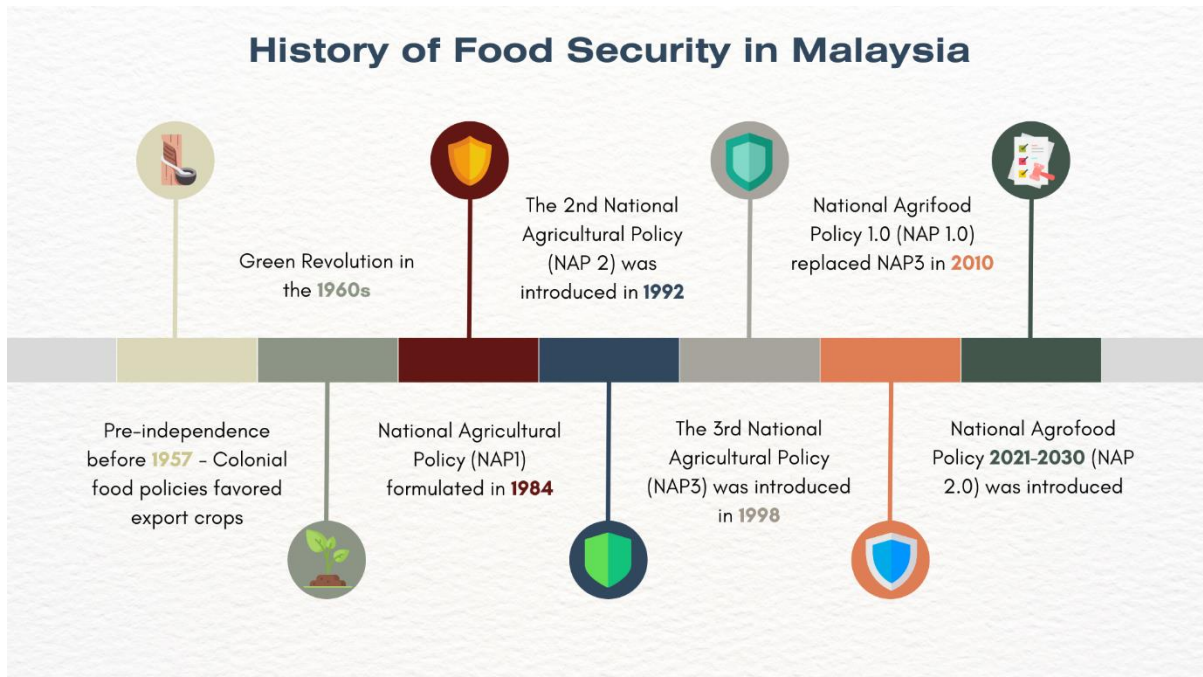 History of Food Security in Malaysia
Pre-independence
before 1957 - Colonial
food policies favored
export crops
Green Revolution in
the 1960s
National Agricultural
Policy (NAP1)
formulated in 1984
The 2nd National
Agricultural Policy
(NAP 2) was
introduced in 1992
The 3rd National
Agricultural Policy
(NAP3) was introduced
in 1998
National Agrifood
Policy 1.0 (NAP 1.0)
replaced NAP3 in 2010
National Agrofood
Policy 2021-2030 (NAP
2.0) was introduced